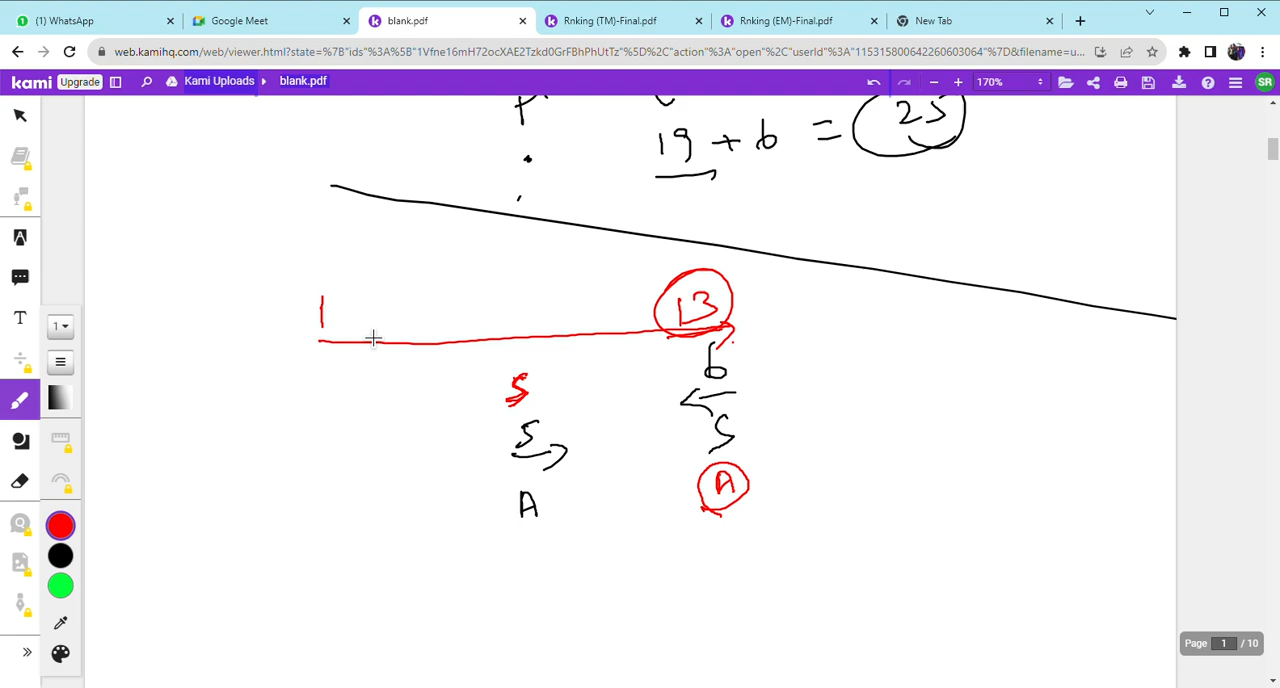 (1) WhatsApp
Google Meet
blank.pdf
Rnking (TM)-Final.pdf
Rnking (EM)-Final.pdf
New Tab
web.kamihq.com/web/viewer.html?state=%7B"ids"%3A%5B"1Vfne16mH72ocXAE2Tzkd0GrFBhPhUtTz"%5D%2C"action"%3A"open"%2C"userId"%3A"115315800642260603064"%7D&filename=u...
kami Upgrade Kami Uploads blank.pdf 170% SR
25
19 + 6 =
1 13
6
5
5 5
A A
1
T
Page 1 / 10